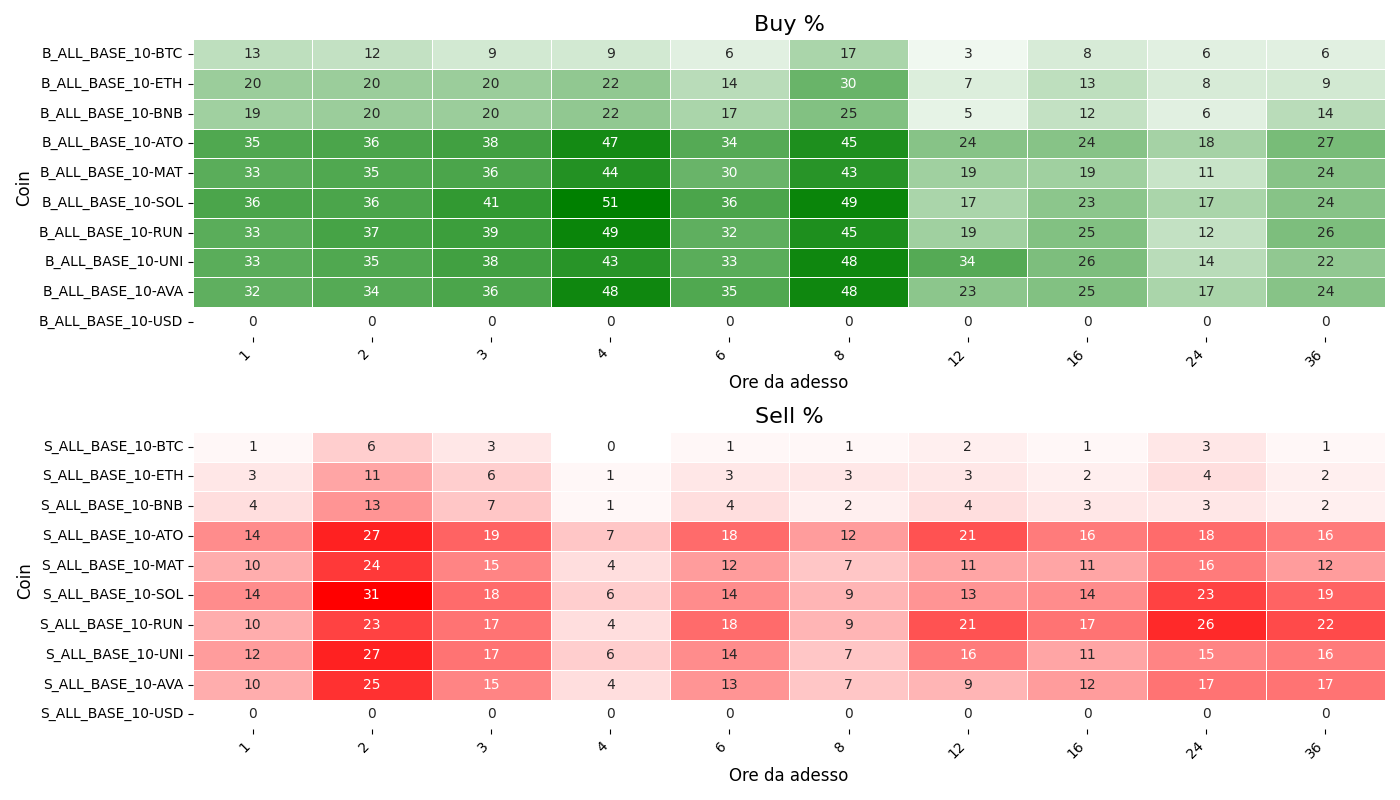 Buy %
Coin
B_ALL_BASE_10-BTC 13 12 9 9 6 17 3 8 6 6
B_ALL_BASE_10-ETH 20 20 20 22 14 30 7 13 8 9
B_ALL_BASE_10-BNB 19 20 20 22 17 25 5 12 6 14
B_ALL_BASE_10-ATO 35 36 38 47 34 45 24 24 18 27
B_ALL_BASE_10-MAT 33 35 36 44 30 43 19 19 11 24
B_ALL_BASE_10-SOL 36 36 41 51 36 49 17 23 17 24
B_ALL_BASE_10-RUN 33 37 39 49 32 45 19 25 12 26
B_ALL_BASE_10-UNI 33 35 38 43 33 48 34 26 14 22
B_ALL_BASE_10-AVA 32 34 36 48 35 48 23 25 17 24
B_ALL_BASE_10-USD 0 0 0 0 0 0 0 0 0 0
1 2 3 4 6 8 12 16 24 36
Ore da adesso
Sell %
Coin
S_ALL_BASE_10-BTC 1 6 3 0 1 1 2 1 3 1
S_ALL_BASE_10-ETH 3 11 6 1 3 3 3 2 4 2
S_ALL_BASE_10-BNB 4 13 7 1 4 2 4 3 3 2
S_ALL_BASE_10-ATO 14 27 19 7 18 12 21 16 18 16
S_ALL_BASE_10-MAT 10 24 15 4 12 7 11 11 16 12
S_ALL_BASE_10-SOL 14 31 18 6 14 9 13 14 23 19
S_ALL_BASE_10-RUN 10 23 17 4 18 9 21 17 26 22
S_ALL_BASE_10-UNI 12 27 17 6 14 7 16 11 15 16
S_ALL_BASE_10-AVA 10 25 15 4 13 7 9 12 17 17
S_ALL_BASE_10-USD 0 0 0 0 0 0 0 0 0 0
1 2 3 4 6 8 12 16 24 36
Ore da adesso